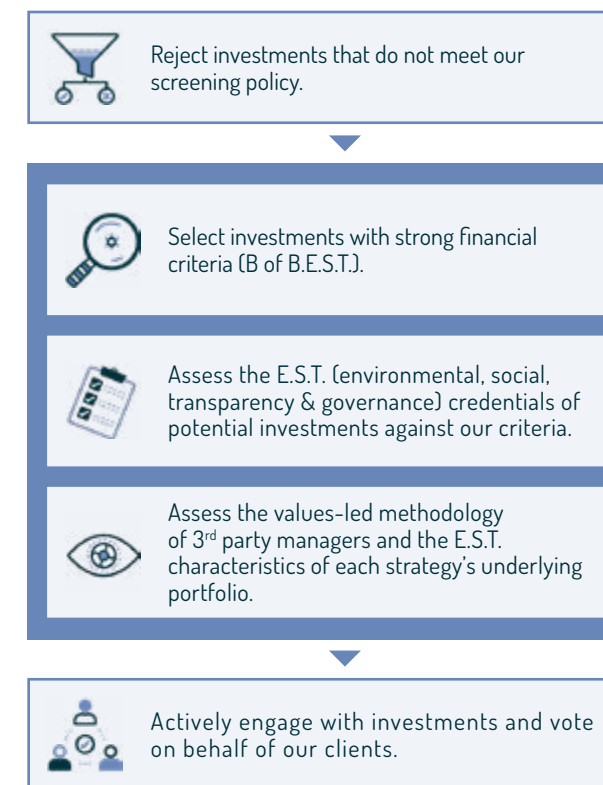 Reject investments that do not meet our
screening policy.
Select investments with strong financial
criteria (B of B.E.S.T.).
Assess the E.S.T. (environmental, social,
transparency & governance) credentials of
potential investments against our criteria.
Assess the values-led methodology
of 3rd party managers and the E.S.T.
characteristics of each strategy's underlying
portfolio.
Actively engage with investments and vote
on behalf of our clients.